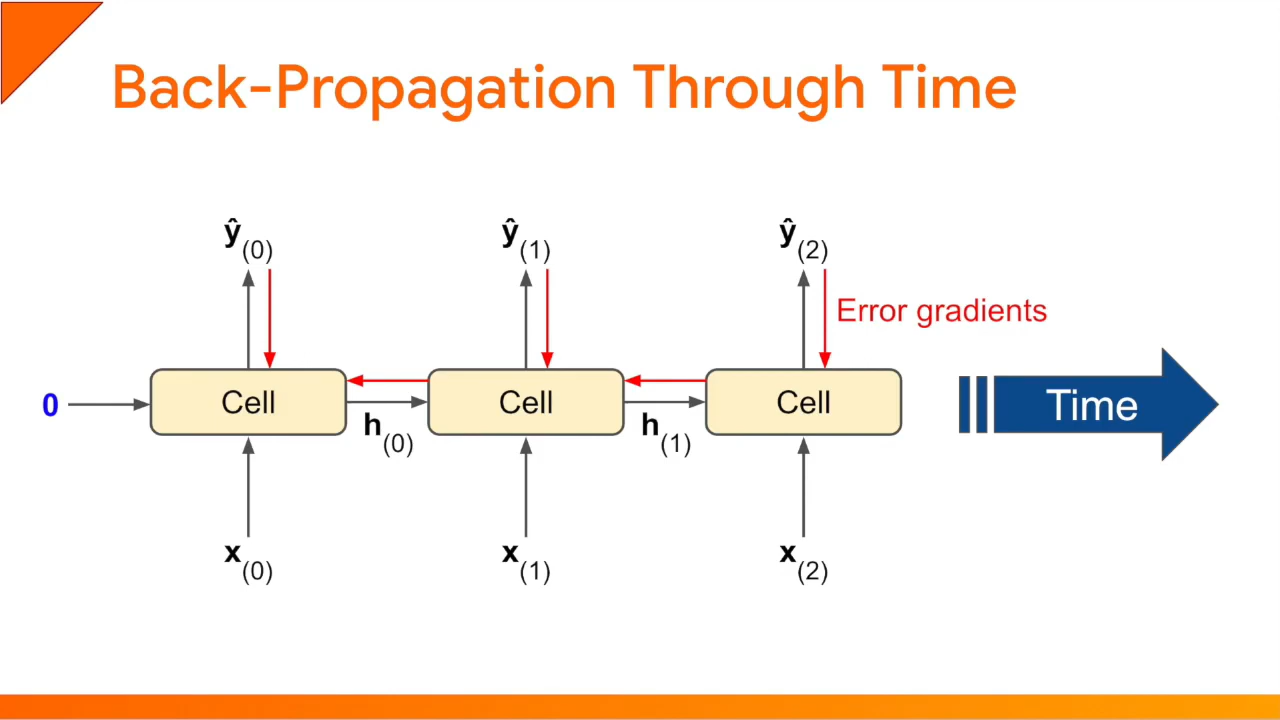 Back-Propagation Through Time
ŷ(0) ŷ(1) ŷ(2)
Error gradients
0 Cell Cell Cell Time
h(0) h(1)
x(0) x(1) x(2)